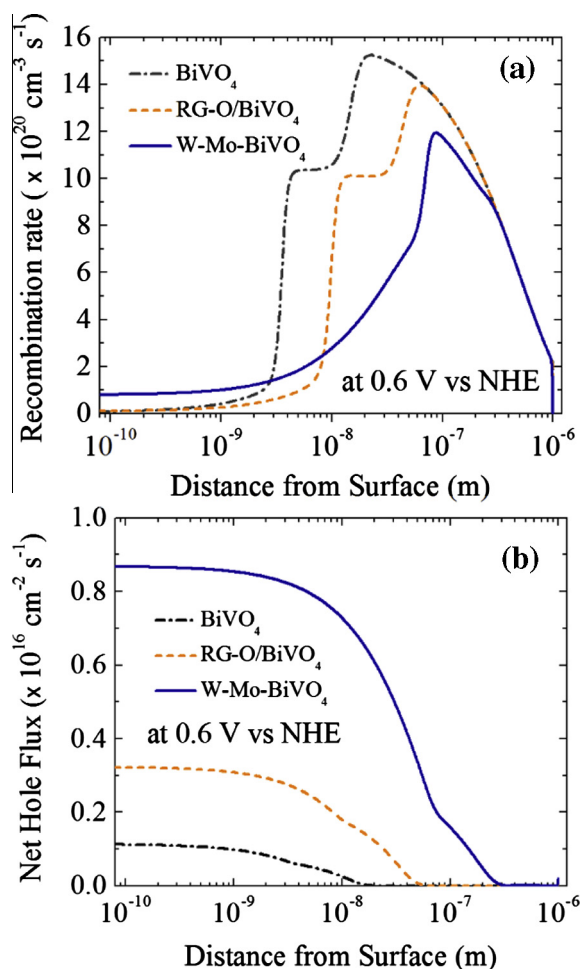 (a)
Recombination rate ( x 10²⁰ cm⁻³ s⁻¹)
16
14
12
10
8
6
4
2
0
BiVO₄
RG-O/BiVO₄
W-Mo-BiVO₄
at 0.6 V vs NHE
10⁻¹⁰ 10⁻⁹ 10⁻⁸ 10⁻⁷ 10⁻⁶
Distance from Surface (m)
(b)
Net Hole Flux (x 10¹⁶ cm⁻² s⁻¹)
1.0
0.8
0.6
0.4
0.2
0.0
BiVO₄
RG-O/BiVO₄
W-Mo-BiVO₄
at 0.6 V vs NHE
10⁻¹⁰ 10⁻⁹ 10⁻⁸ 10⁻⁷ 10⁻⁶
Distance from Surface (m)